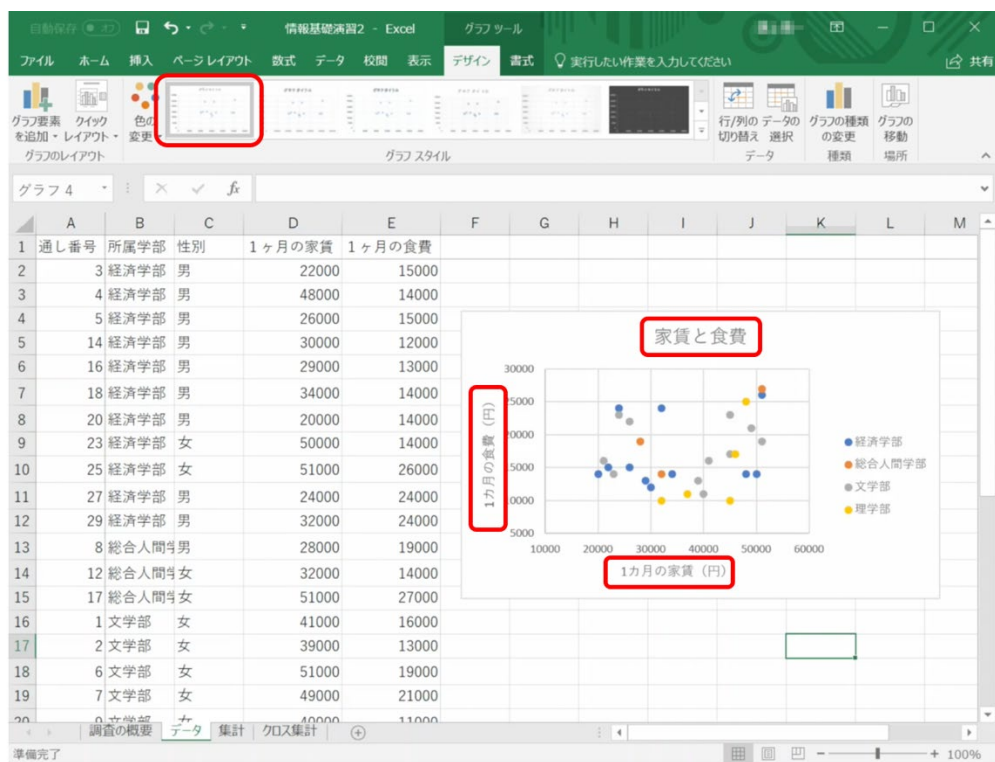 自動保存 オフ 情報基礎演習2 - Excel グラフ ツール
ファイル ホーム 挿入 ページ レイアウト 数式 データ 校閲 表示 デザイン 書式 実行したい作業を入力してください 共有
グラフ要素を追加 クイックレイアウト 色の変更 行/列の切り替え データの選択 グラフの種類の変更 グラフの移動
グラフのレイアウト グラフ スタイル データ 種類 場所
グラフ 4 fx
A B C D E F G H I J K L M
1 通し番号 所属学部 性別 1ヶ月の家賃 1ヶ月の食費
2 3 経済学部 男 22000 15000
3 4 経済学部 男 48000 14000
4 5 経済学部 男 26000 15000
5 14 経済学部 男 30000 12000
6 16 経済学部 男 29000 13000
7 18 経済学部 男 34000 14000
8 20 経済学部 男 20000 14000
9 23 経済学部 女 50000 14000
10 25 経済学部 女 51000 26000
11 27 経済学部 男 24000 24000
12 29 経済学部 男 32000 24000
13 8 総合人間 男 28000 19000
14 12 総合人間 女 32000 14000
15 17 総合人間 女 51000 27000
16 1 文学部 女 41000 16000
17 2 文学部 女 39000 13000
18 6 文学部 女 51000 19000
19 7 文学部 女 49000 21000
20 9 文学部 女 40000 11000
家賃と食費
1カ月の食費（円）
30000
25000
20000
15000
10000
5000
10000 20000 30000 40000 50000 60000
1カ月の家賃（円）
経済学部
総合人間学部
文学部
理学部
調査の概要 データ 集計 クロス集計
準備完了 100%